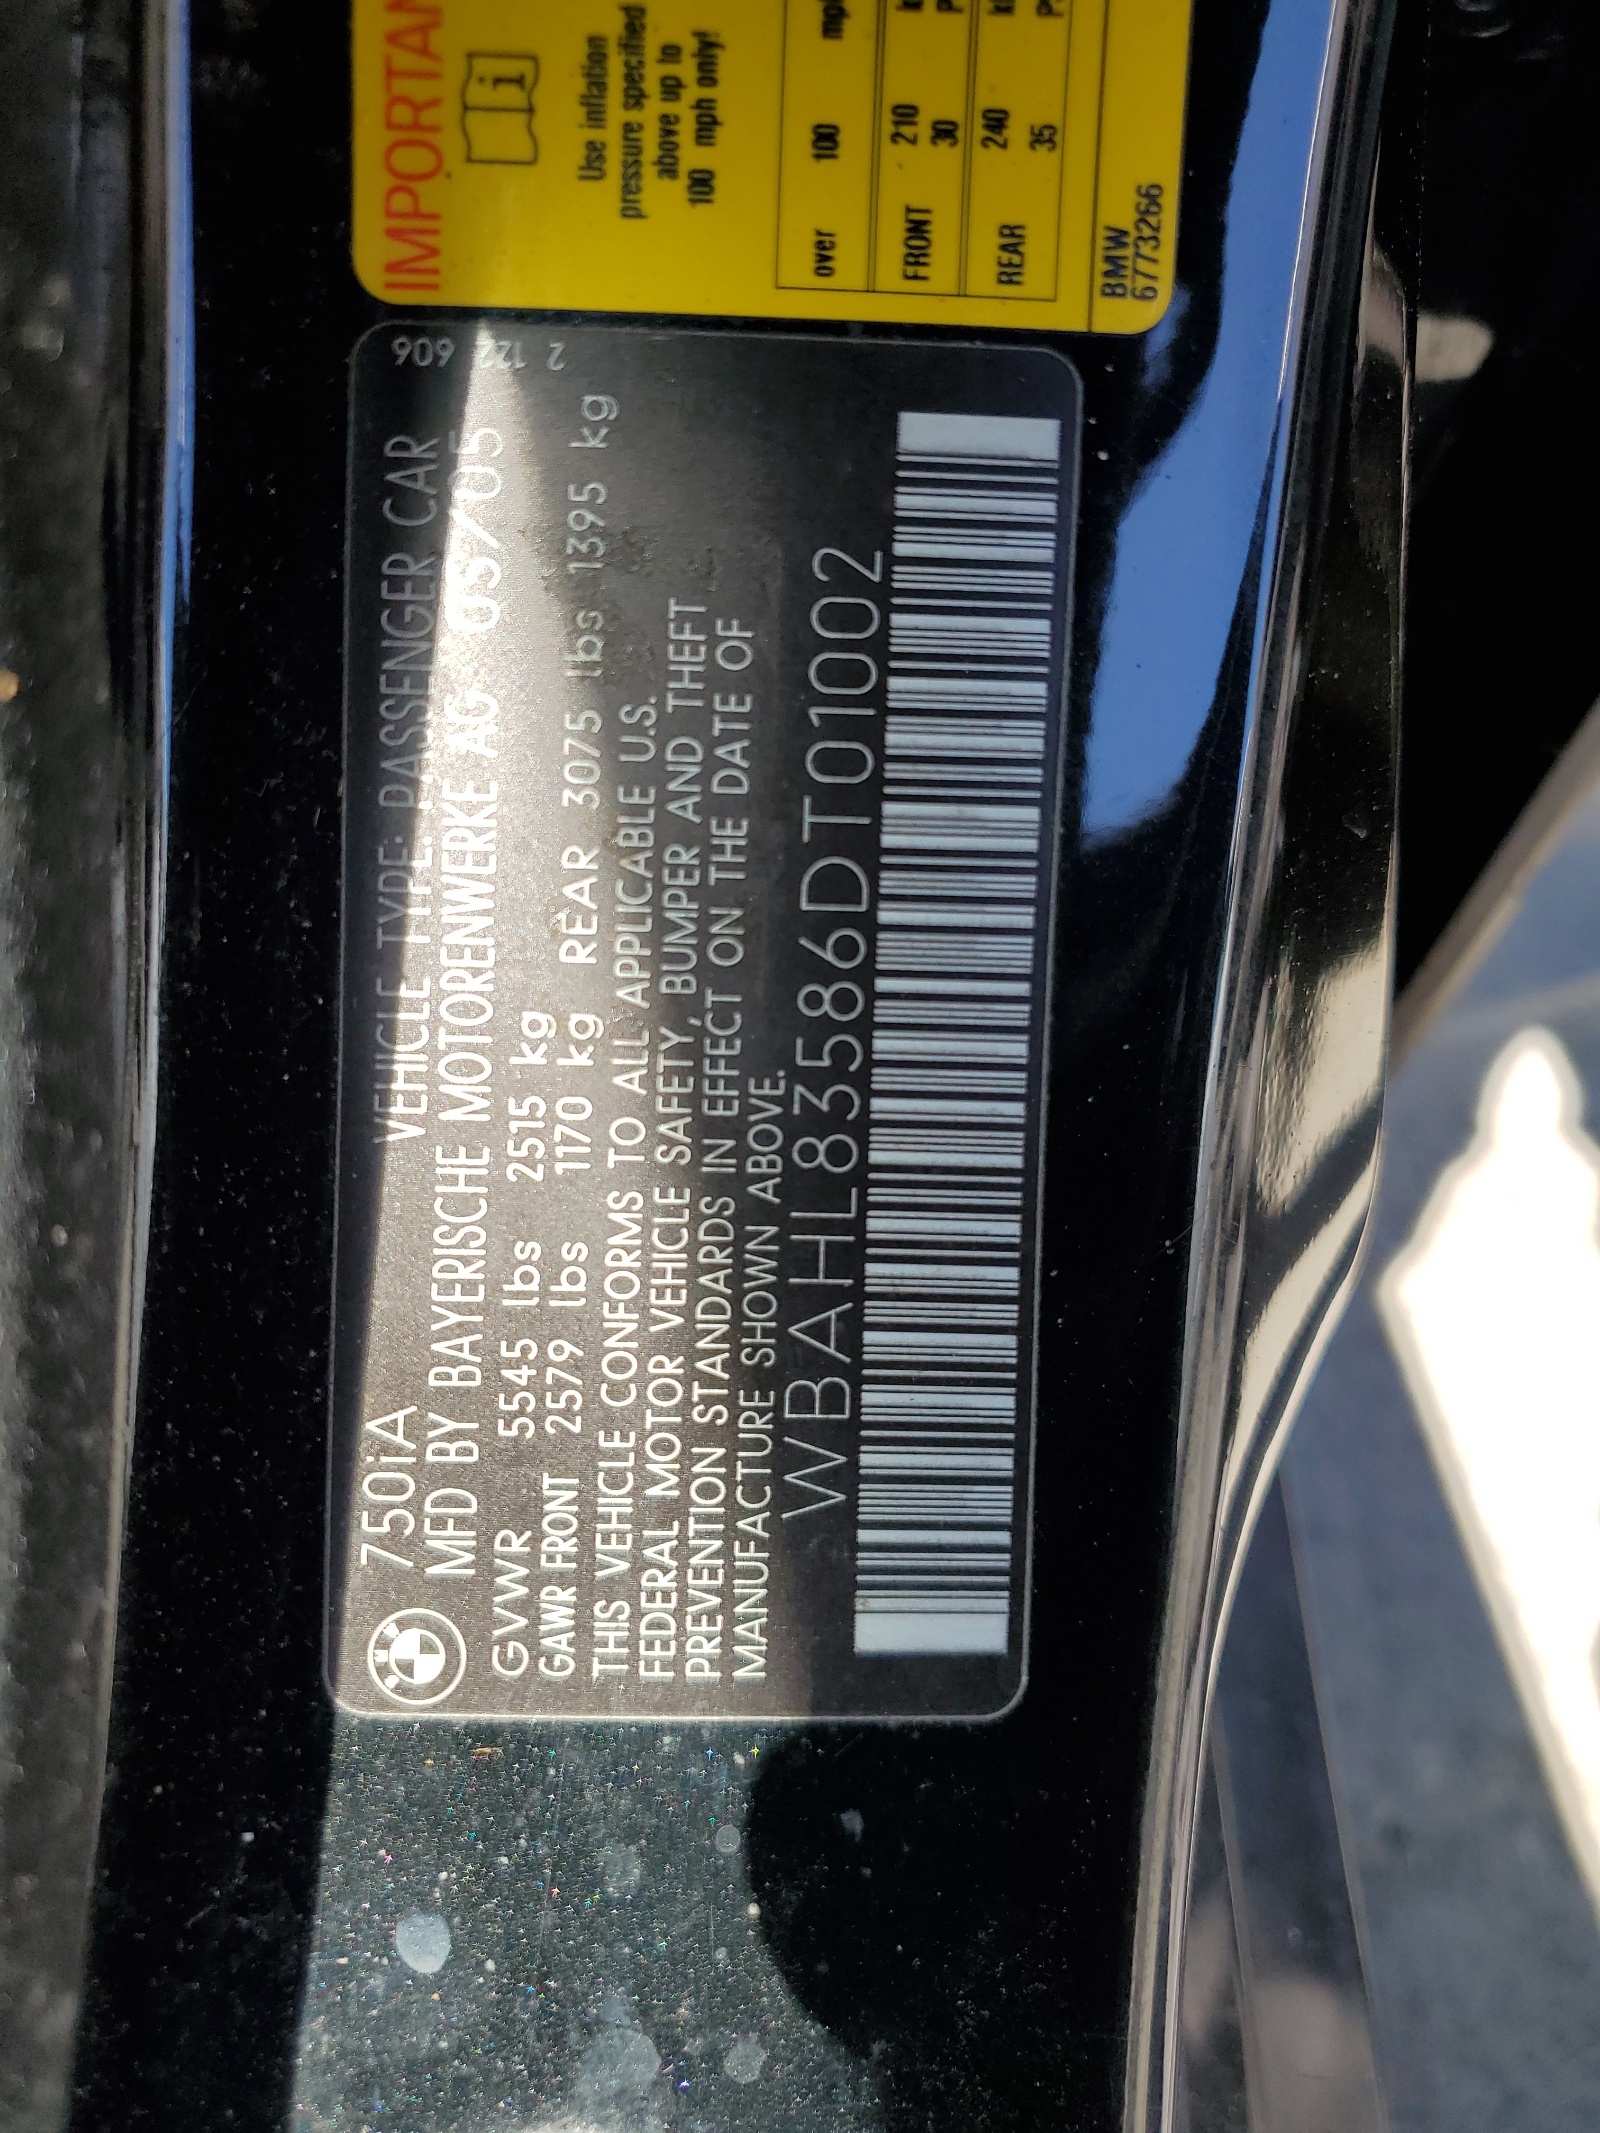 750iA VEHICLE TYPE: PASSENGER CAR
MFD BY BAYERISCHE MOTORENWERKE AG 03/05
GVWR 5545 lbs 2515 kg
GAWR FRONT 2579 lbs 1170 kg REAR 3075 lbs 1395 kg
THIS VEHICLE CONFORMS TO ALL APPLICABLE U.S.
FEDERAL MOTOR VEHICLE SAFETY, BUMPER AND THEFT
PREVENTION STANDARDS IN EFFECT ON THE DATE OF
MANUFACTURE SHOWN ABOVE.
WBAHL83586DT01002
2 122 606
Use inflation
pressure specified
above up to
100 mph only!
over 100
FRONT 210
30
REAR 240
35
BMW
6773266